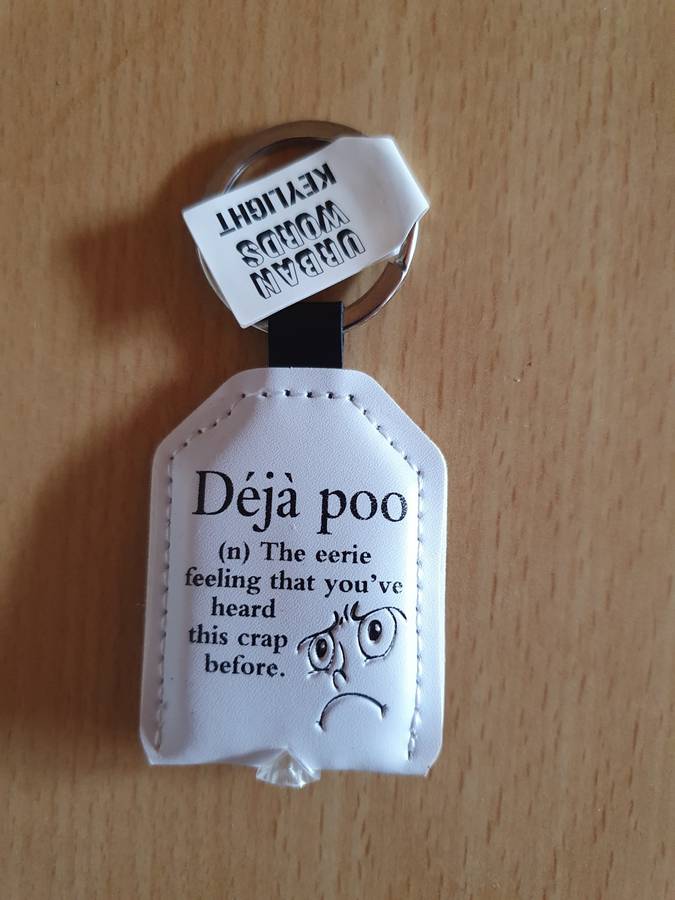 URBAN
WORDS
KEYLIGHT
Déjà poo
(n) The eerie
feeling that you've
heard
this crap
before.